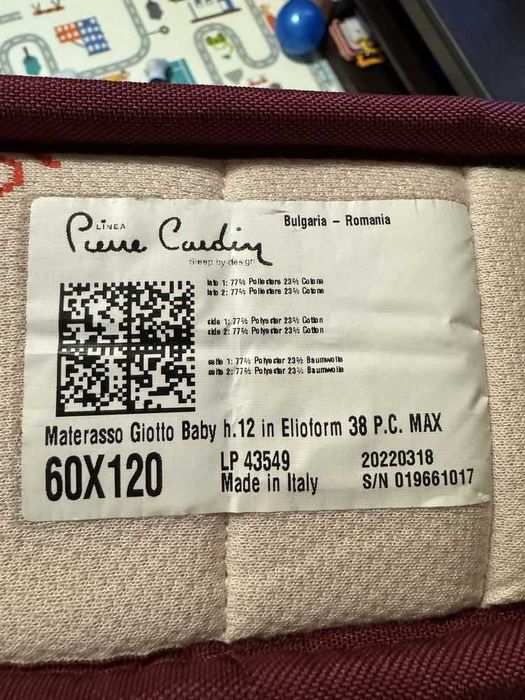 LINEA
Pierre Cardin
Sleep by design
Bulgaria – Romania
lato 1: 77% Poliestere 23% Cotone
lato 2: 77% Poliestere 23% Cotone
side 1: 77% Polyester 23% Cotton
side 2: 77% Polyester 23% Cotton
seite 1: 77% Polyester 23% Baumwolle
seite 2: 77% Polyester 23% Baumwolle
Materasso Giotto Baby h.12 in Elioform 38 P.C. MAX
60X120
LP 43549
20220318
Made in Italy
S/N 019661017